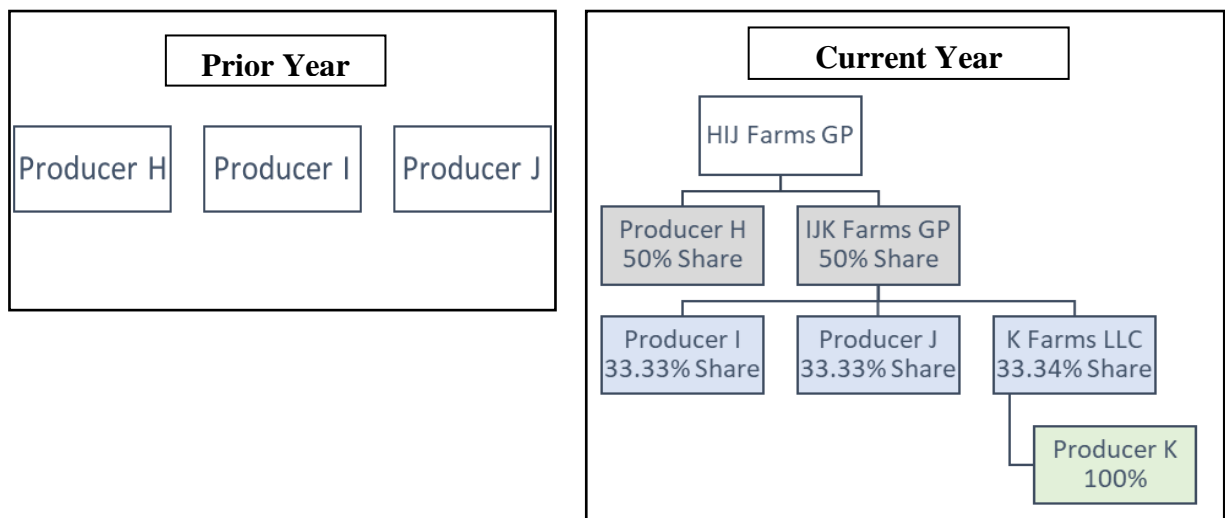 Prior Year
Producer H
Producer I
Producer J
Current Year
HIJ Farms GP
Producer H
50% Share
IJK Farms GP
50% Share
Producer I
33.33% Share
Producer J
33.33% Share
K Farms LLC
33.34% Share
Producer K
100%